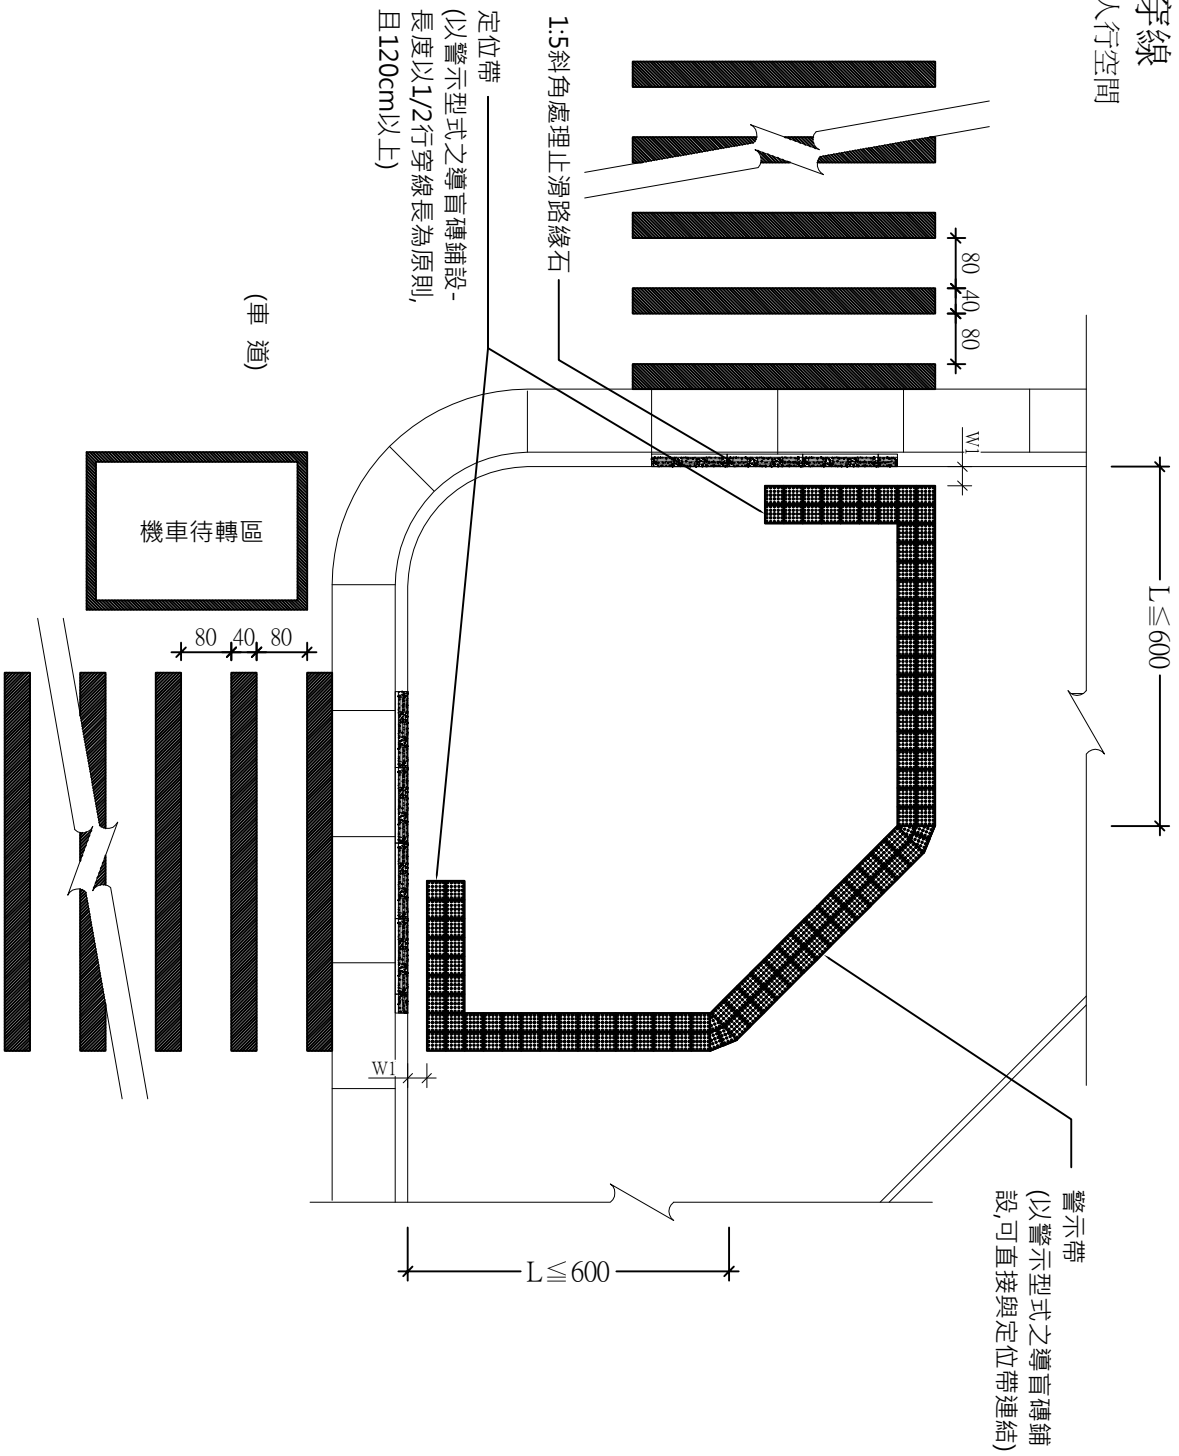 穿線
人行空間
1:5斜角處理止滑路緣石
定位帶
(以警示型式之導盲磚鋪設-
長度以1/2行穿線長為原則,
且120cm以上)
80
40
80
(車 道)
W1
L≦600
機車待轉區
80 40 80
W1
L≦600
警示帶
(以警示型式之導盲磚鋪
設,可直接與定位帶連結)